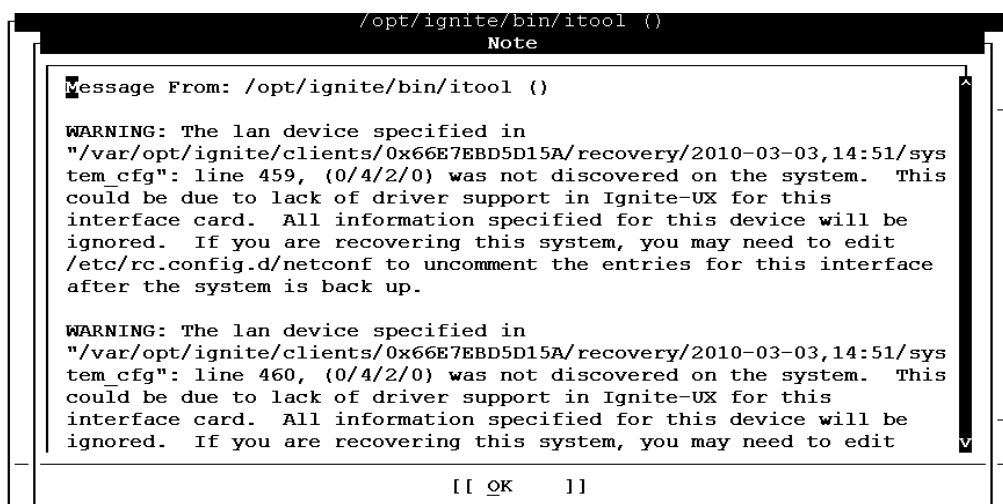 /opt/ignite/bin/itool ()
Note
Message From: /opt/ignite/bin/itool ()
WARNING: The lan device specified in
"/var/opt/ignite/clients/0x66E7EBD5D15A/recovery/2010-03-03,14:51/sys
tem_cfg": line 459, (0/4/2/0) was not discovered on the system.  This
could be due to lack of driver support in Ignite-UX for this
interface card.  All information specified for this device will be
ignored.  If you are recovering this system, you may need to edit
/etc/rc.config.d/netconf to uncomment the entries for this interface
after the system is back up.
WARNING: The lan device specified in
"/var/opt/ignite/clients/0x66E7EBD5D15A/recovery/2010-03-03,14:51/sys
tem_cfg": line 460, (0/4/2/0) was not discovered on the system.  This
could be due to lack of driver support in Ignite-UX for this
interface card.  All information specified for this device will be
ignored.  If you are recovering this system, you may need to edit
[[ OK ]]